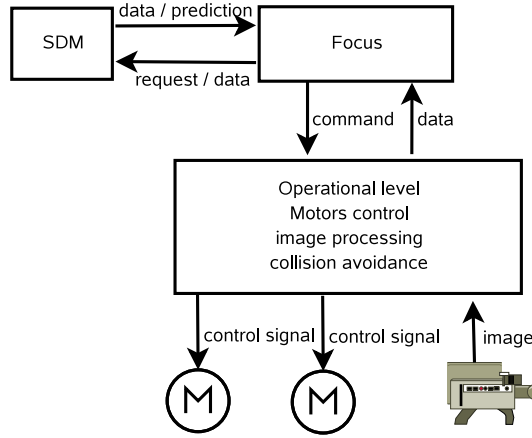 data / prediction
SDM
Focus
request / data
command
data
Operational level
Motors control
image processing
collision avoidance
control signal
control signal
image
M
M